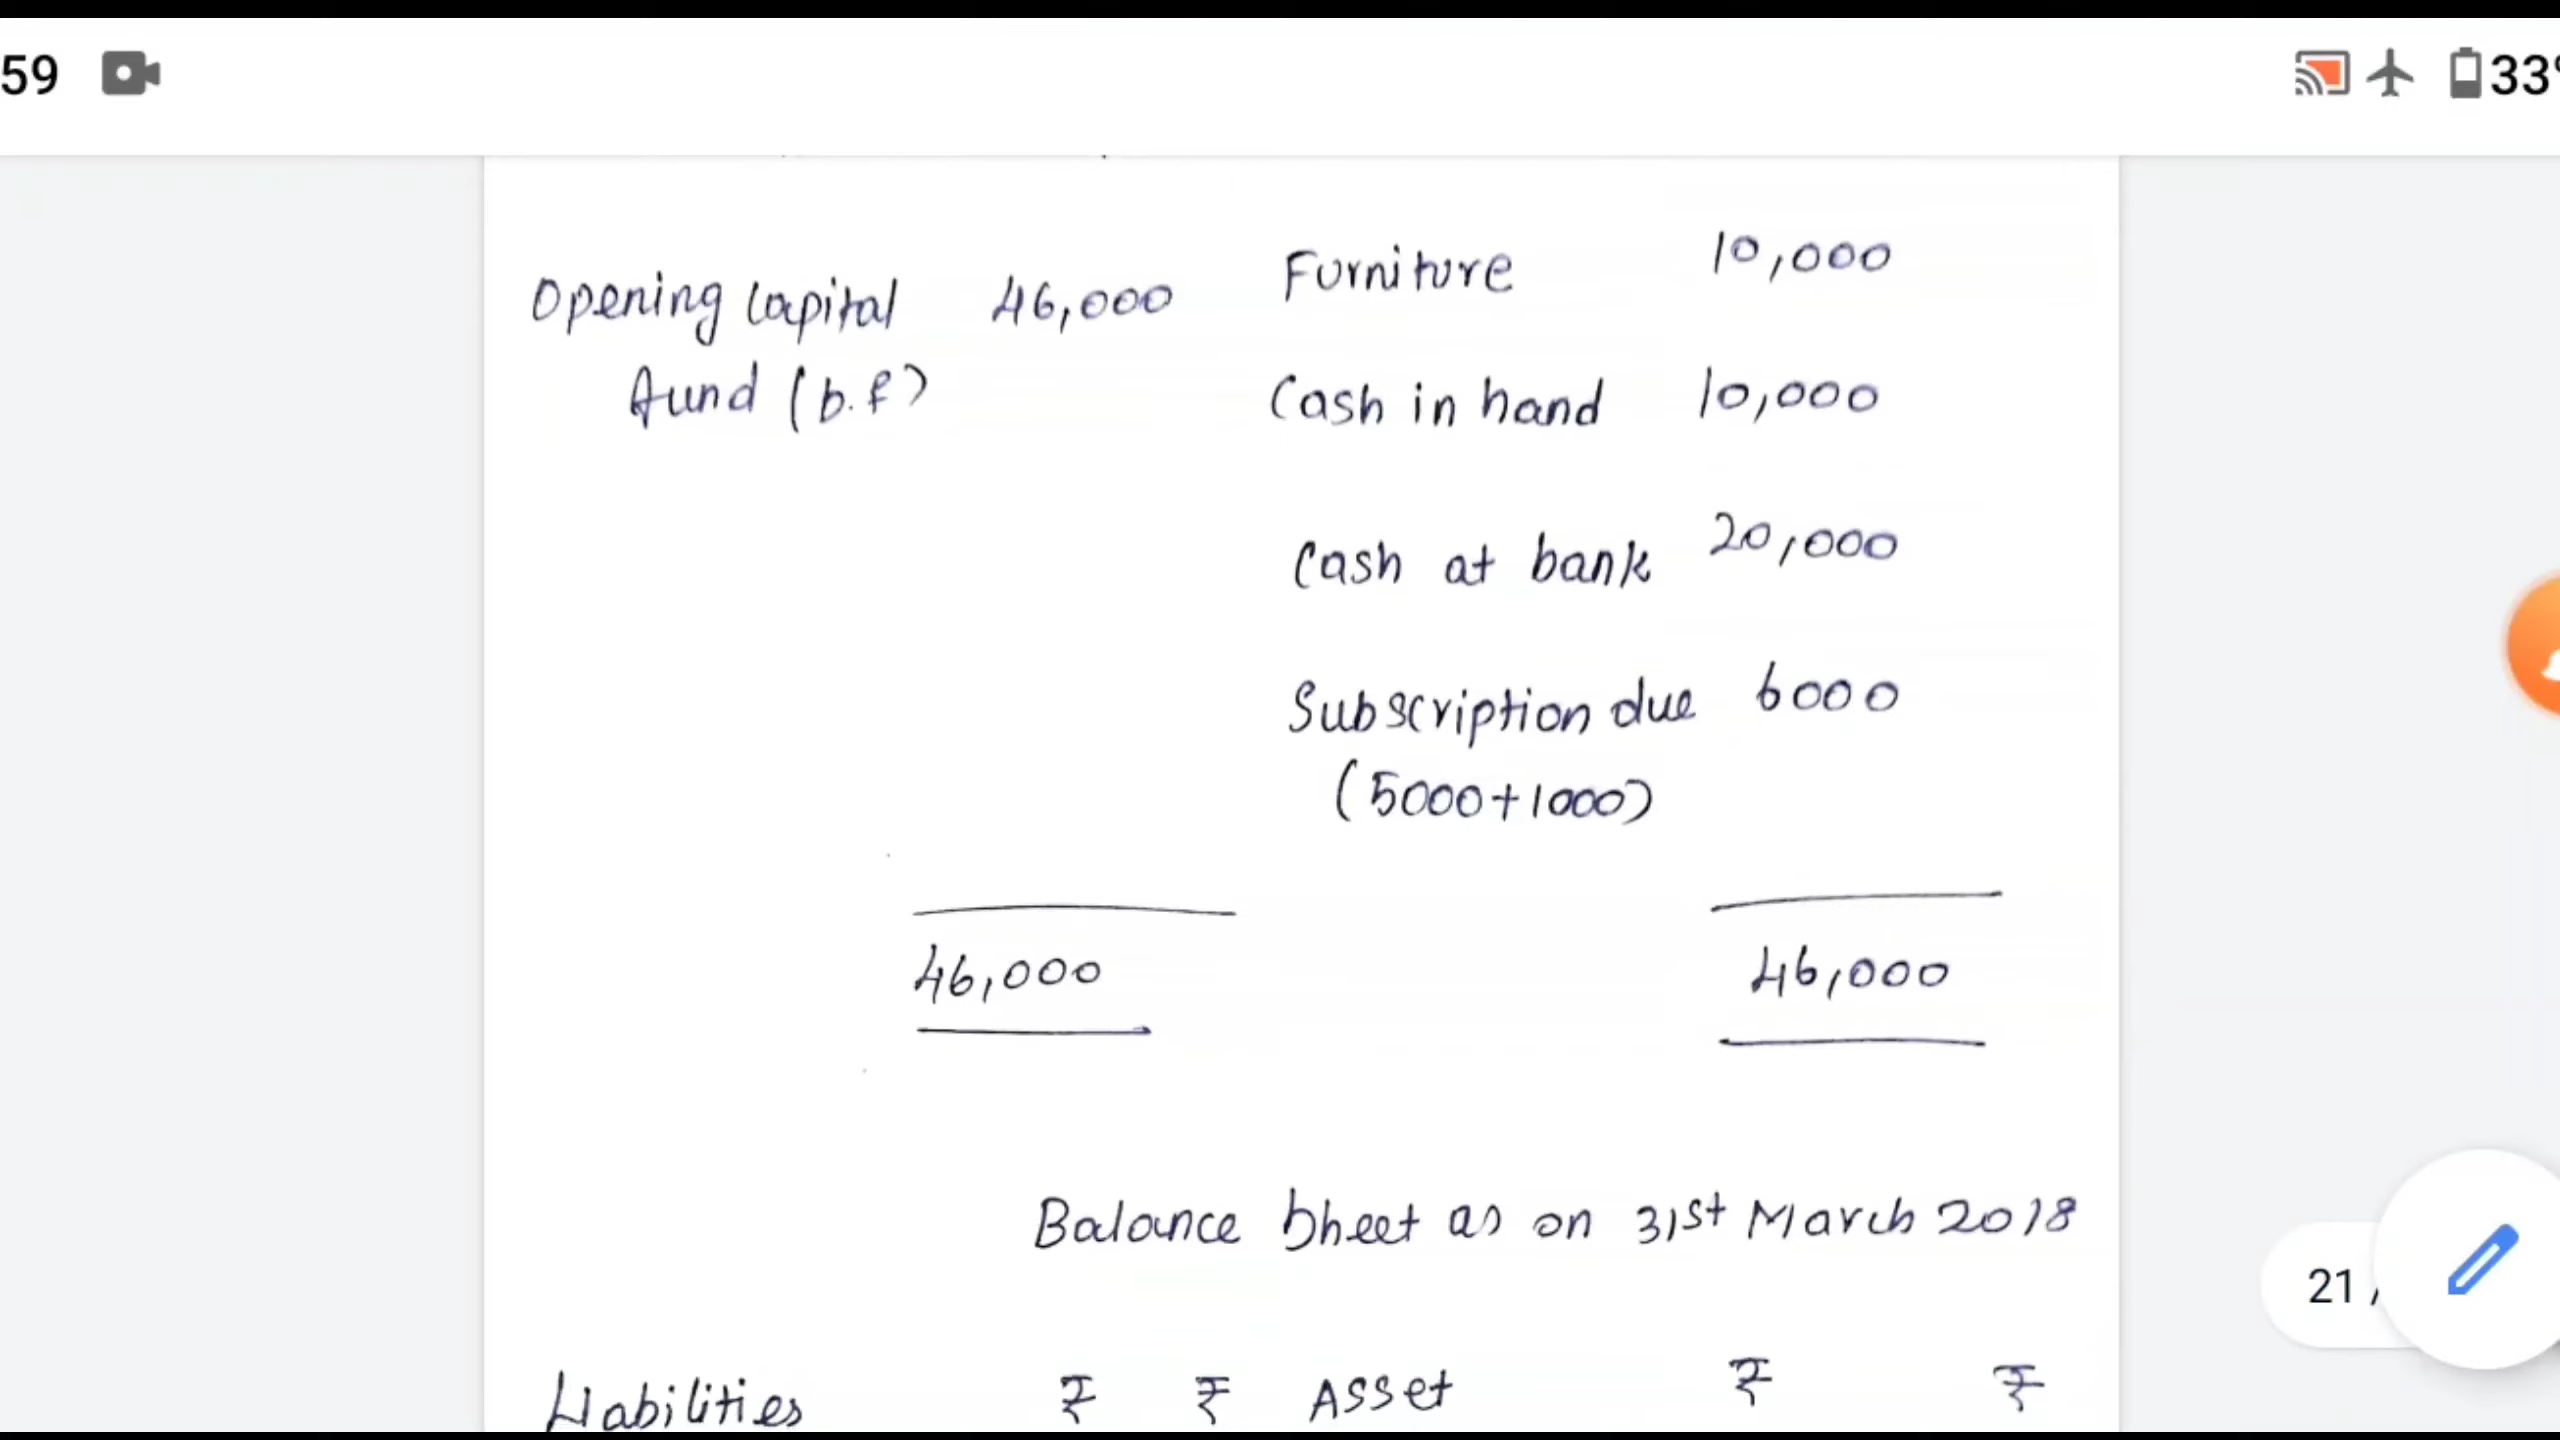 59
33%
Opening Capital 46,000 Furniture 10,000
fund (b.f) Cash in hand 10,000
Cash at bank 20,000
Subscription due 6000
(5000+1000)
46,000 46,000
Balance Sheet as on 31st March 2018
21 /
Liabilities ₹ ₹ Asset ₹ ₹